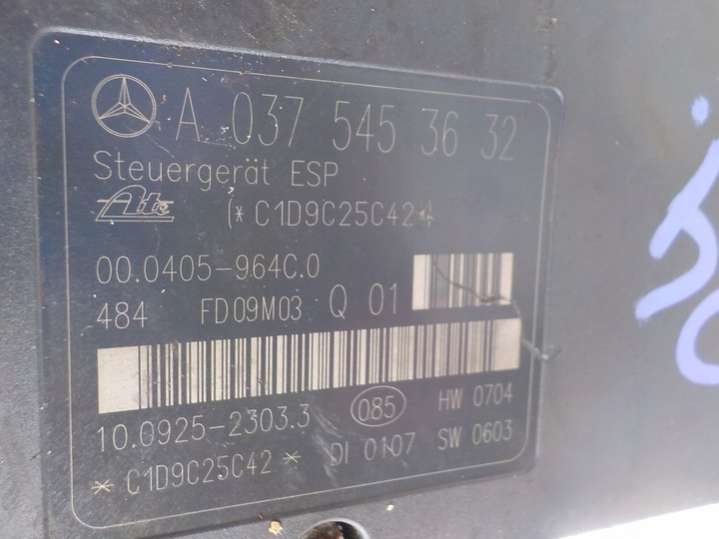 A 037 545 36 32
Steuergerät ESP
Ate (*C1D9C25C42*)
00.0405-964C.0
484 FD09M03 Q 01
10.0925-2303.3 085 HW 0704
*C1D9C25C42* DI 0107 SW 0603